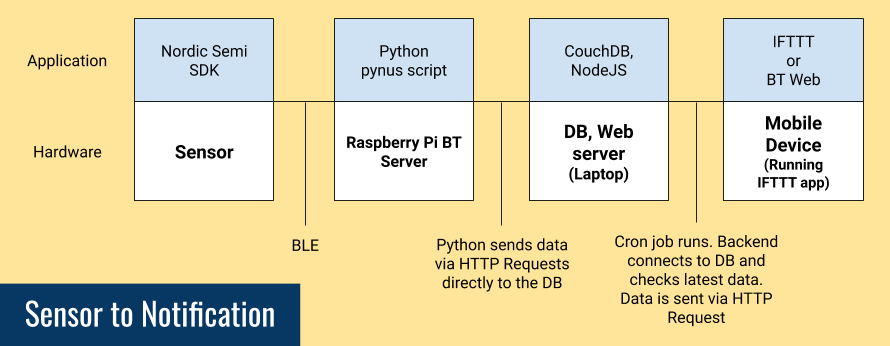 Application
Nordic Semi
SDK
Python
pynus script
CouchDB,
NodeJS
IFTTT
or
BT Web
Hardware
Sensor
Raspberry Pi BT
Server
DB, Web
server
(Laptop)
Mobile
Device
(Running
IFTTT app)
BLE
Python sends data
via HTTP Requests
directly to the DB
Cron job runs. Backend
connects to DB and
checks latest data.
Data is sent via HTTP
Request
Sensor to Notification